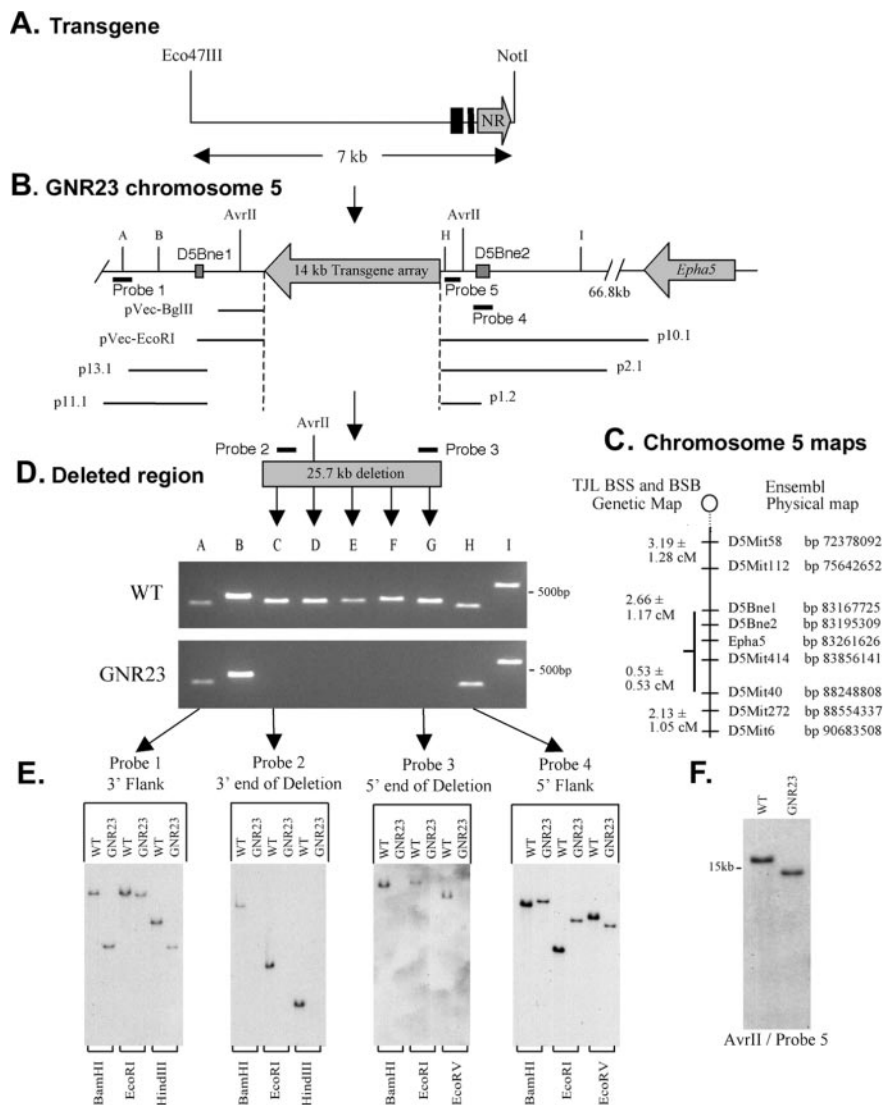 A. Transgene
Eco47III
NotI
NR
7 kb
B. GNR23 chromosome 5
AvrII
AvrII
A
B
D5Bne1
H
D5Bne2
I
14 kb Transgene array
Epha5
Probe 1
Probe 5
66.8kb
Probe 4
pVec-BglII
pVec-EcoRI
p10.1
p13.1
p2.1
p11.1
p1.2
AvrII
Probe 2
Probe 3
25.7 kb deletion
C. Chromosome 5 maps
TJL BSS and BSB
Genetic Map
Ensembl
Physical map
3.19 ±
1.28 cM
2.66 ±
1.17 cM
0.53 ±
0.53 cM
2.13 ±
1.05 cM
D5Mit58 bp 72378092
D5Mit112 bp 75642652
D5Bne1 bp 83167725
D5Bne2 bp 83195309
Epha5 bp 83261626
D5Mit414 bp 83856141
D5Mit40 bp 88248808
D5Mit272 bp 88554337
D5Mit6 bp 90683508
D. Deleted region
A B C D E F G H I
WT
500bp
GNR23
500bp
E.
Probe 1
3' Flank
Probe 2
3' end of Deletion
Probe 3
5' end of Deletion
Probe 4
5' Flank
WT GNR23 WT GNR23 WT GNR23
WT GNR23 WT GNR23 WT GNR23
WT GNR23 WT GNR23 WT GNR23
WT GNR23 WT GNR23 WT GNR23
BamHI EcoRI HindIII
BamHI EcoRI HindIII
BamHI EcoRI EcoRV
BamHI EcoRI EcoRV
F.
WT GNR23
15kb
AvrII / Probe 5